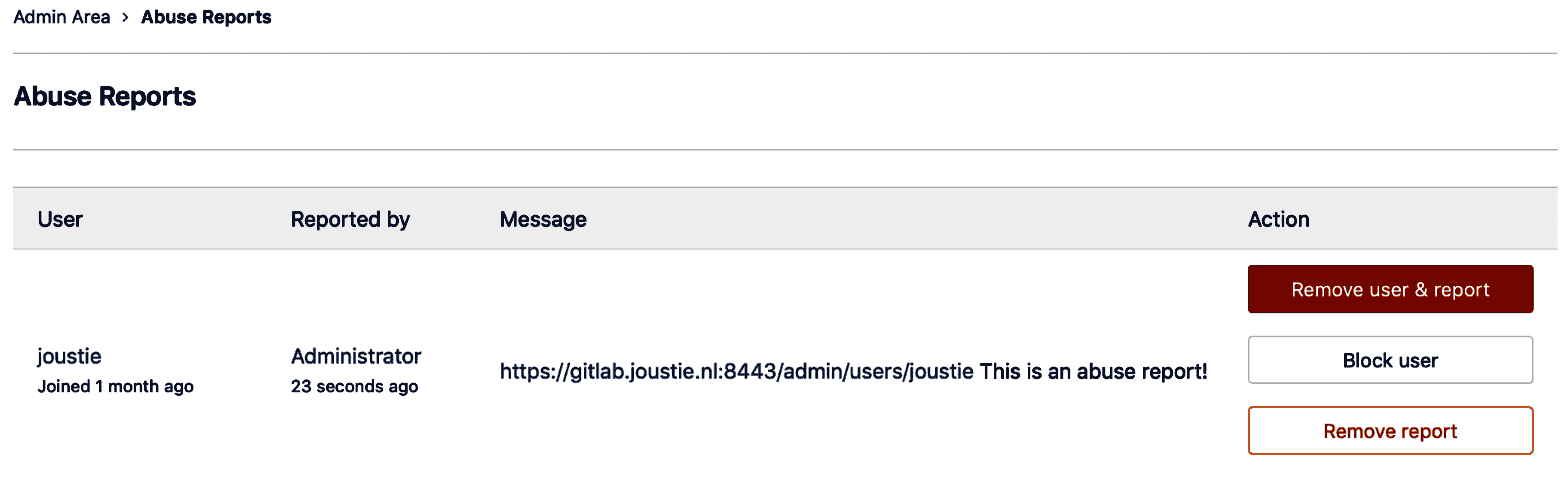 Admin Area › Abuse Reports
Abuse Reports
User Reported by Message Action
Remove user & report
joustie Administrator https://gitlab.joustie.nl:8443/admin/users/joustie This is an abuse report! Block user
Joined 1 month ago 23 seconds ago
Remove report